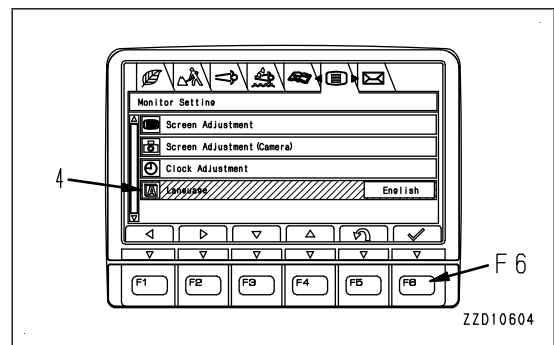 Monitor Setting
Screen Adjustment
Screen Adjustment (Camera)
Clock Adjustment
4
Language English
F1 F2 F3 F4 F5 F6
F6
ZZD10604